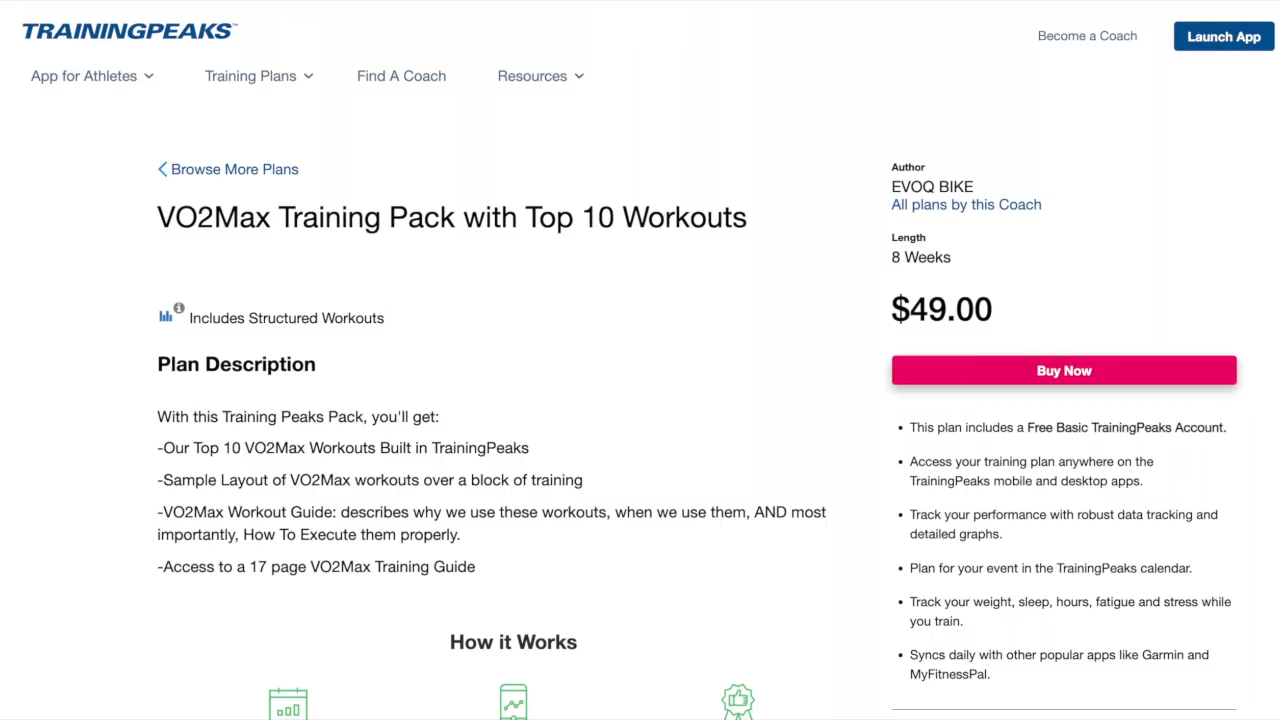 TRAININGPEAKS™
Become a Coach
Launch App
App for Athletes
Training Plans
Find A Coach
Resources
Browse More Plans
VO2Max Training Pack with Top 10 Workouts
Includes Structured Workouts
Plan Description
With this Training Peaks Pack, you'll get:
-Our Top 10 VO2Max Workouts Built in TrainingPeaks
-Sample Layout of VO2Max workouts over a block of training
-VO2Max Workout Guide: describes why we use these workouts, when we use them, AND most
importantly, How To Execute them properly.
-Access to a 17 page VO2Max Training Guide
How it Works
Author
EVOQ BIKE
All plans by this Coach
Length
8 Weeks
$49.00
Buy Now
• This plan includes a Free Basic TrainingPeaks Account.
• Access your training plan anywhere on the
TrainingPeaks mobile and desktop apps.
• Track your performance with robust data tracking and
detailed graphs.
• Plan for your event in the TrainingPeaks calendar.
• Track your weight, sleep, hours, fatigue and stress while
you train.
• Syncs daily with other popular apps like Garmin and
MyFitnessPal.